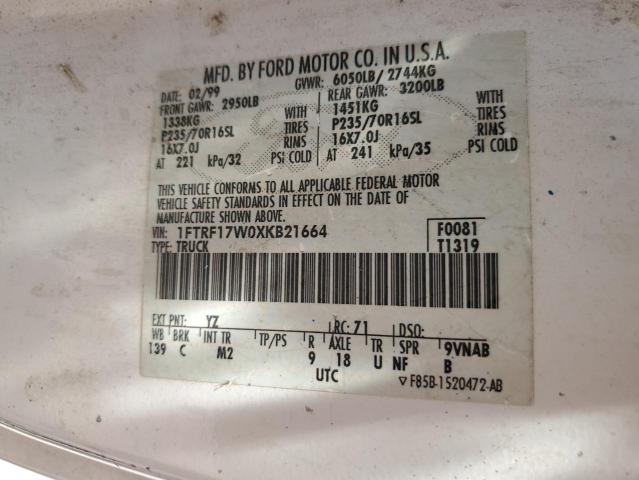 MFD. BY FORD MOTOR CO. IN U.S.A.
DATE: 02/99 GVWR: 6050LB/ 2744KG
FRONT GAWR: 2950LB REAR GAWR: 3200LB
1338KG WITH 1451KG WITH
P235/70R16SL TIRES P235/70R16SL TIRES
16X7.0J RIMS 16X7.0J RIMS
AT 221 kPa/32 PSI COLD AT 241 kPa/35 PSI COLD
THIS VEHICLE CONFORMS TO ALL APPLICABLE FEDERAL MOTOR
VEHICLE SAFETY STANDARDS IN EFFECT ON THE DATE OF
MANUFACTURE SHOWN ABOVE.
VIN: 1FTRF17W0XKB21664 F0081
TYPE: TRUCK T1319
EXT PNT: YZ RC: 71 DSO:
WB BRK INT TR TP/PS R AXLE TR SPR 9VNAB
139 C M2 9 18 U NF B
UTC ▽F85B-1520472-AB